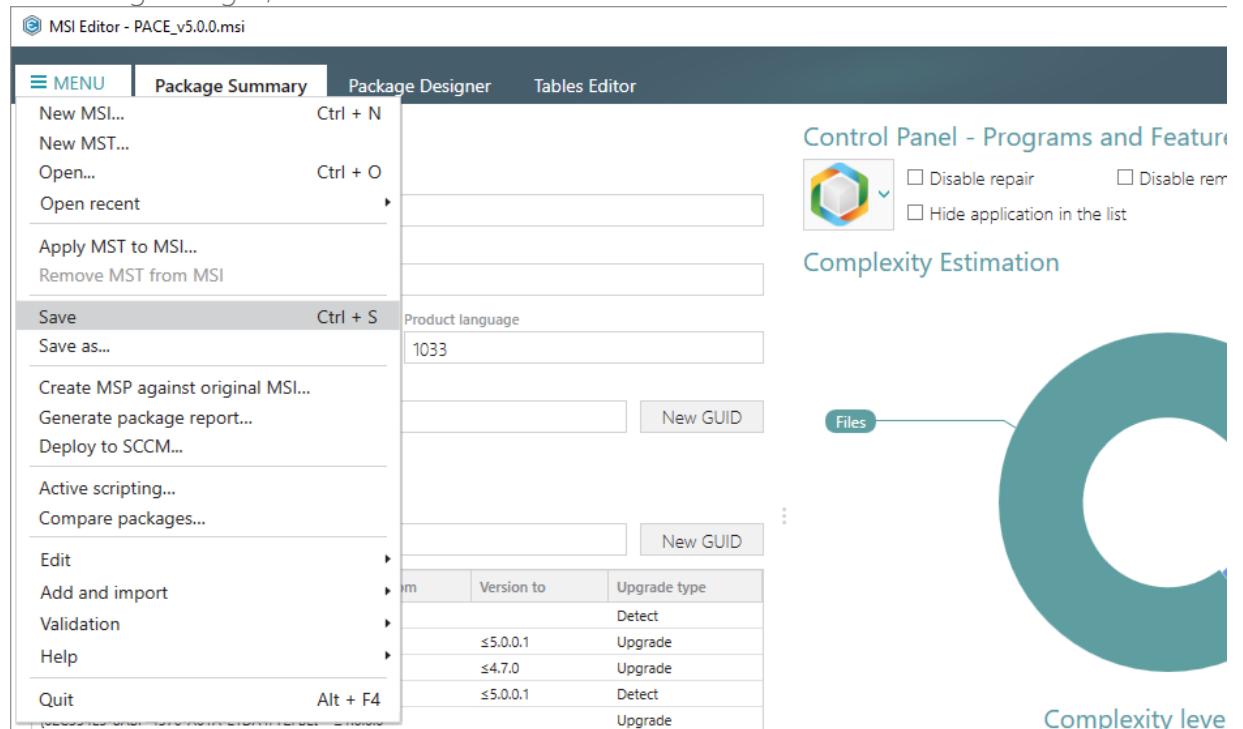 MSI Editor - PACE_v5.0.0.msi
MENU Package Summary Package Designer Tables Editor
New MSI... Ctrl + N
New MST...
Open... Ctrl + O
Open recent
Apply MST to MSI...
Remove MST from MSI
Save Ctrl + S
Save as...
Create MSP against original MSI...
Generate package report...
Deploy to SCCM...
Active scripting...
Compare packages...
Edit
Add and import
Validation
Help
Quit Alt + F4
Product language
1033
New GUID
New GUID
Version to Upgrade type
Detect
≤5.0.0.1 Upgrade
≤4.7.0 Upgrade
≤5.0.0.1 Detect
Upgrade
Control Panel - Programs and Feature
Disable repair Disable rem
Hide application in the list
Complexity Estimation
Files
Complexity leve